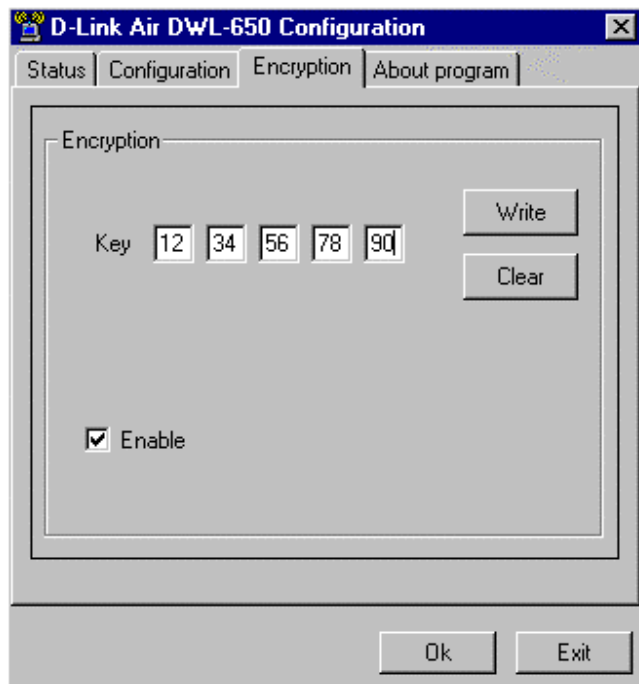 D-Link Air DWL-650 Configuration
Status Configuration Encryption About program
Encryption
Write
Key 12 34 56 78 90
Clear
Enable
Ok Exit